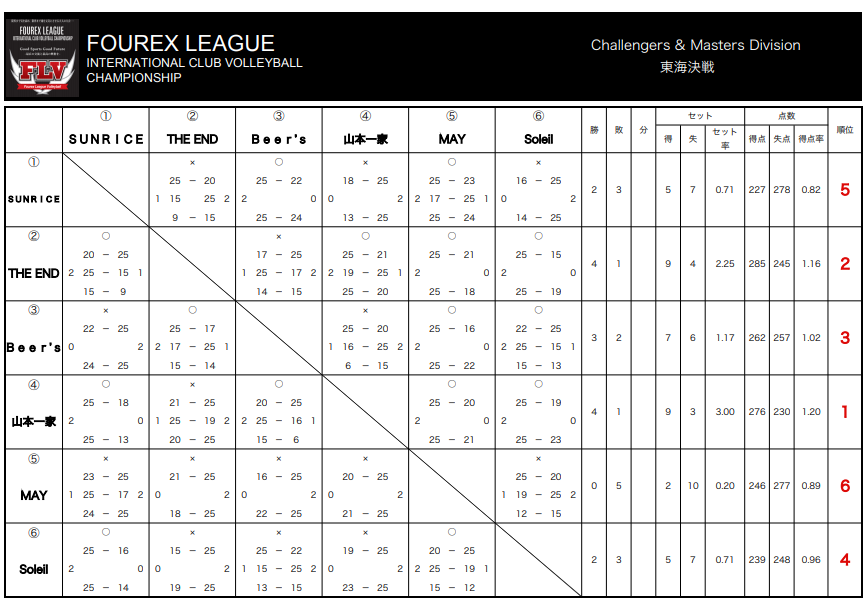 FOUREX LEAGUE
INTERNATIONAL CLUB VOLLEYBALL CHAMPIONSHIP
Good Sports Good Future
FLV
Fourex League Volleyball
FOUREX LEAGUE
INTERNATIONAL CLUB VOLLEYBALL
CHAMPIONSHIP
Challengers & Masters Division
東海決戦
① ② ③ ④ ⑤ ⑥ 勝 敗 分 セット 点数 順位
SUNRICE THE END Beer's 山本一家 MAY Soleil 得 失 セット率 得点 失点 得点率
① × ○ × ○ ×
25 - 20 25 - 22 18 - 25 25 - 23 16 - 25
SUNRICE 1 15 25 2 2 0 0 2 2 17 - 25 1 0 2 2 3 5 7 0.71 227 278 0.82 5
9 - 15 25 - 24 13 - 25 25 - 24 14 - 25
② ○ × ○ ○ ○
20 - 25 17 - 25 25 - 21 25 - 21 25 - 15
THE END 2 25 - 15 1 1 25 - 17 2 2 19 - 25 1 2 0 2 0 4 1 9 4 2.25 285 245 1.16 2
15 - 9 14 - 15 25 - 20 25 - 18 25 - 19
③ × ○ × ○ ○
22 - 25 25 - 17 25 - 20 25 - 16 22 - 25
Beer's 0 2 2 17 - 25 1 1 16 - 25 2 2 0 2 25 - 15 1 3 2 7 6 1.17 262 257 1.02 3
24 - 25 15 - 14 6 - 15 25 - 22 15 - 13
④ ○ × ○ ○ ○
25 - 18 21 - 25 20 - 25 25 - 20 25 - 19
山本一家 2 0 1 25 - 19 2 2 25 - 16 1 2 0 2 0 4 1 9 3 3.00 276 230 1.20 1
25 - 13 20 - 25 15 - 6 25 - 21 25 - 23
⑤ × × × × ×
23 - 25 21 - 25 16 - 25 20 - 25 25 - 20
MAY 1 25 - 17 2 0 2 0 2 0 2 1 19 - 25 2 0 5 2 10 0.20 246 277 0.89 6
24 - 25 18 - 25 22 - 25 21 - 25 12 - 15
⑥ ○ × × × ○
25 - 16 15 - 25 25 - 22 19 - 25 20 - 25
Soleil 2 0 0 2 1 15 - 25 2 0 2 2 25 - 19 1 2 3 5 7 0.71 239 248 0.96 4
25 - 14 19 - 25 13 - 15 23 - 25 15 - 12